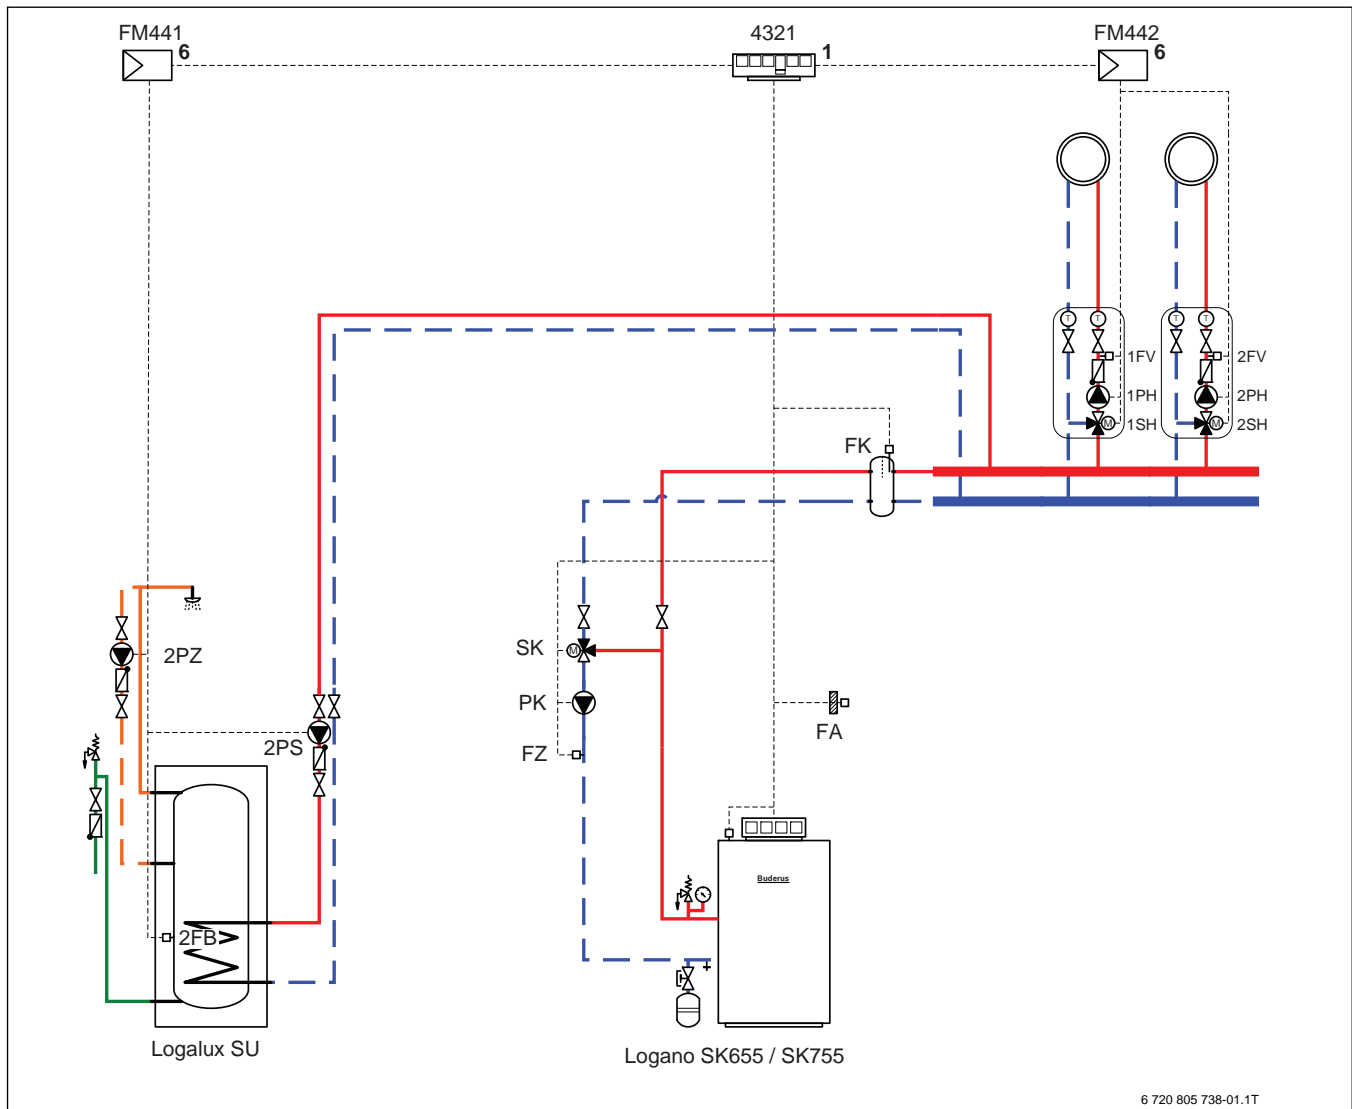 FM441
6
4321
1
FM442
6
T
T
T
T
1FV
2FV
1PH
2PH
M
1SH
M
2SH
FK
SK
M
2PZ
PK
FA
2PS
FZ
Buderus
2FB
Logalux SU
Logano SK655 / SK755
6 720 805 738-01.1T